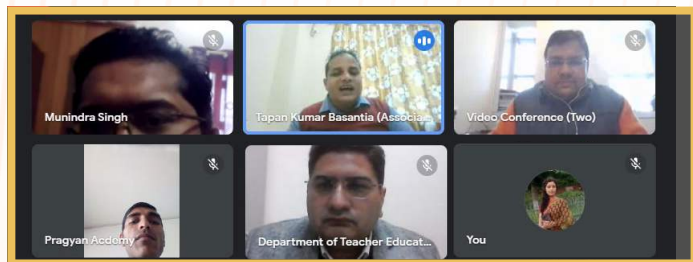 Munindra Singh
Tapan Kumar Basantia (Associa...
Video Conference (Two)
Pragyan Acdemy
Department of Teacher Educat...
You